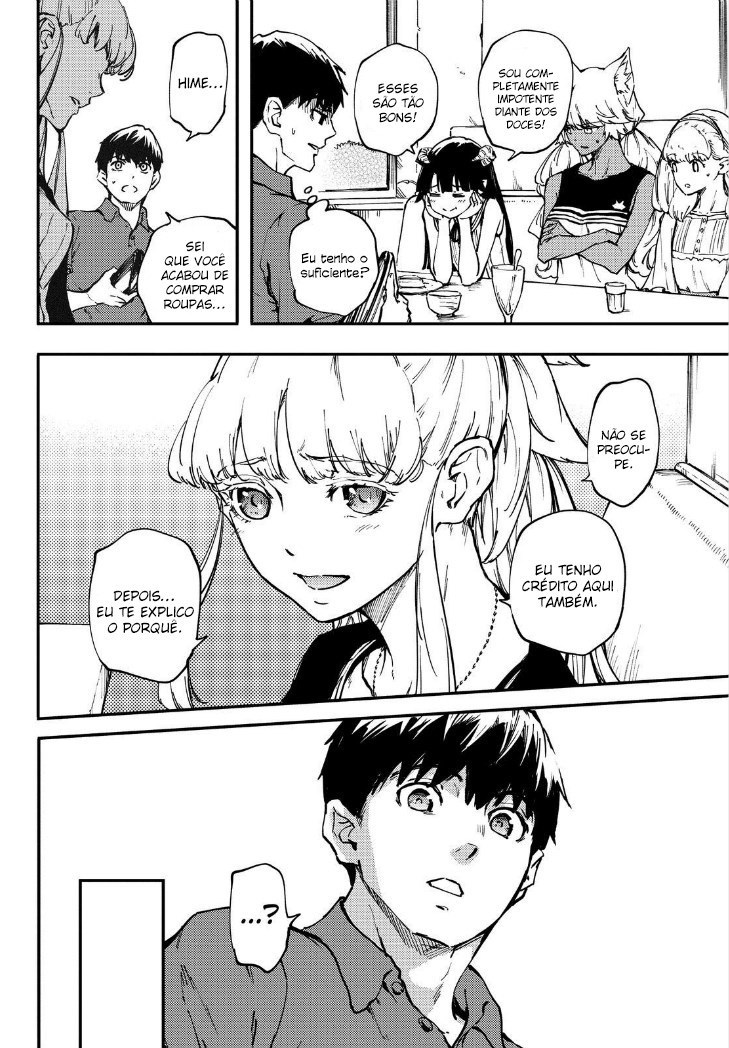 SOU COM-
PLETAMENTE
IMPOTENTE
DIANTE DOS
DOCES!
ESSES
SÃO TÃO
BONS!
Eu tenho o
suficiente?
HIME...
SEI
QUE VOCÊ
ACABOU DE
COMPRAR
ROUPAS...
NÃO SE
PREOCU-
PE.
EU TENHO
CRÉDITO AQUI
TAMBÉM.
DEPOIS...
EU TE EXPLICO
O PORQUÊ.
...?